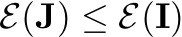 ℰ(𝐉) ≤ ℰ(𝐈)